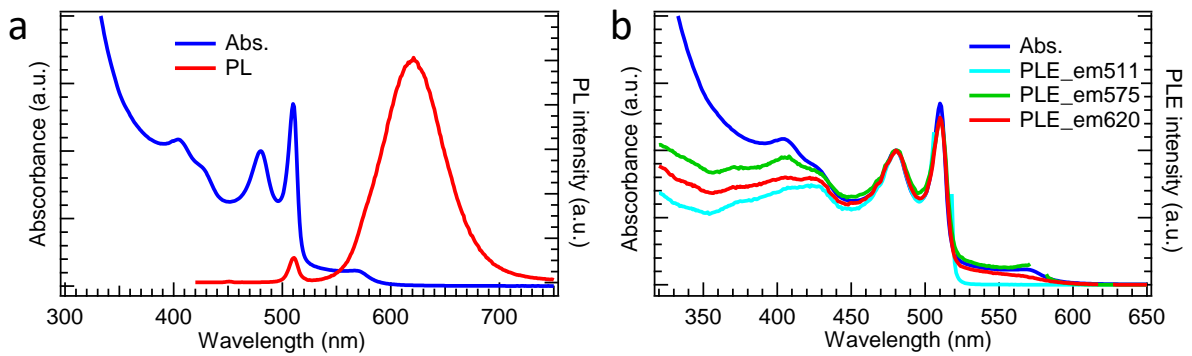 a
Abs.
PL
Abscorbance (a.u.)
PL intensity (a.u.)
300 400 500 600 700
Wavelength (nm)
b
Abs.
PLE_em511
PLE_em575
PLE_em620
Abscorbance (a.u.)
PLE intensity (a.u.)
350 400 450 500 550 600 650
Wavelength (nm)